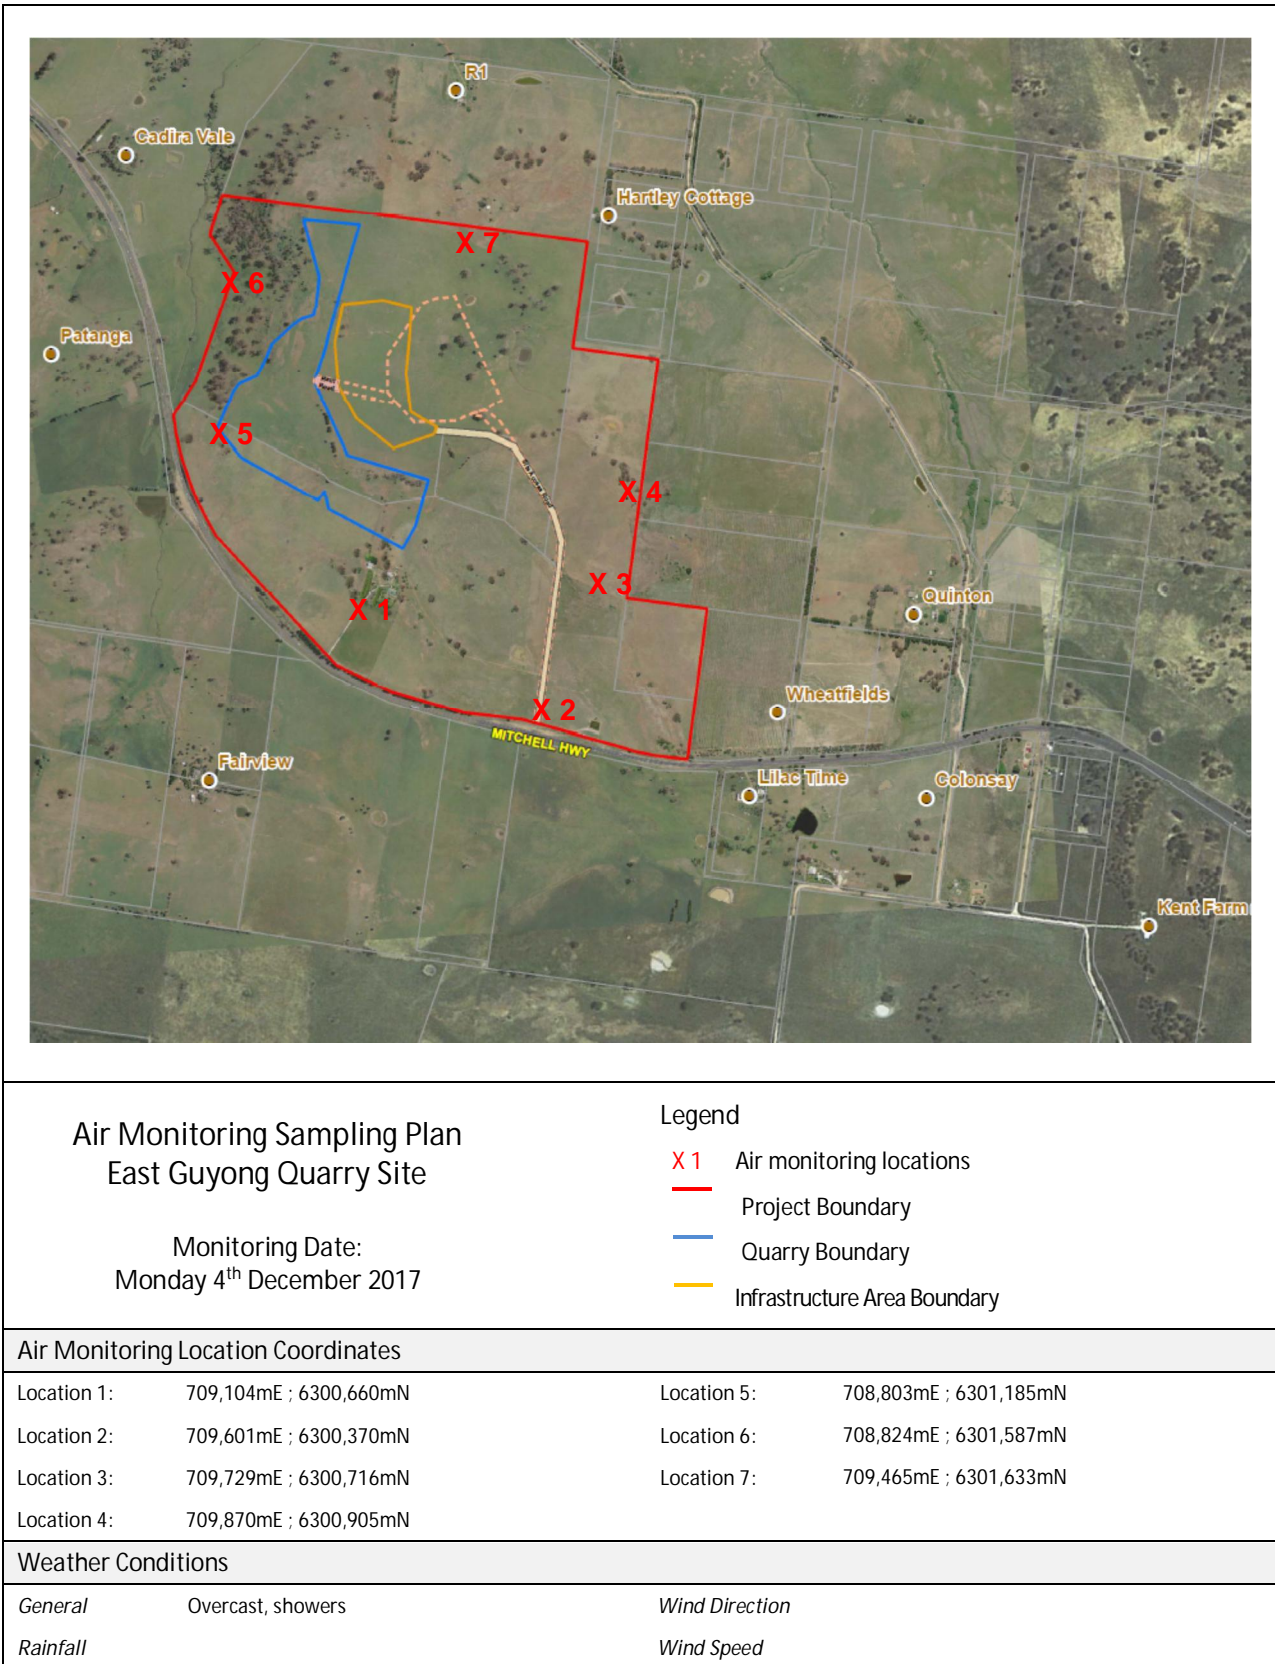 R1
Cadira Vale
Hartley Cottage
X 7
X 6
Patanga
X 5
X 4
X 3
X 1
Quinton
Wheatfields
X 2
MITCHELL HWY
Fairview
Lilac Time
Colonsay
Kent Farm
Air Monitoring Sampling Plan
East Guyong Quarry Site
Monitoring Date:
Monday 4th December 2017
Legend
X 1 Air monitoring locations
Project Boundary
Quarry Boundary
Infrastructure Area Boundary
Air Monitoring Location Coordinates
Location 1: 709,104mE ; 6300,660mN Location 5: 708,803mE ; 6301,185mN
Location 2: 709,601mE ; 6300,370mN Location 6: 708,824mE ; 6301,587mN
Location 3: 709,729mE ; 6300,716mN Location 7: 709,465mE ; 6301,633mN
Location 4: 709,870mE ; 6300,905mN
Weather Conditions
General Overcast, showers Wind Direction
Rainfall Wind Speed